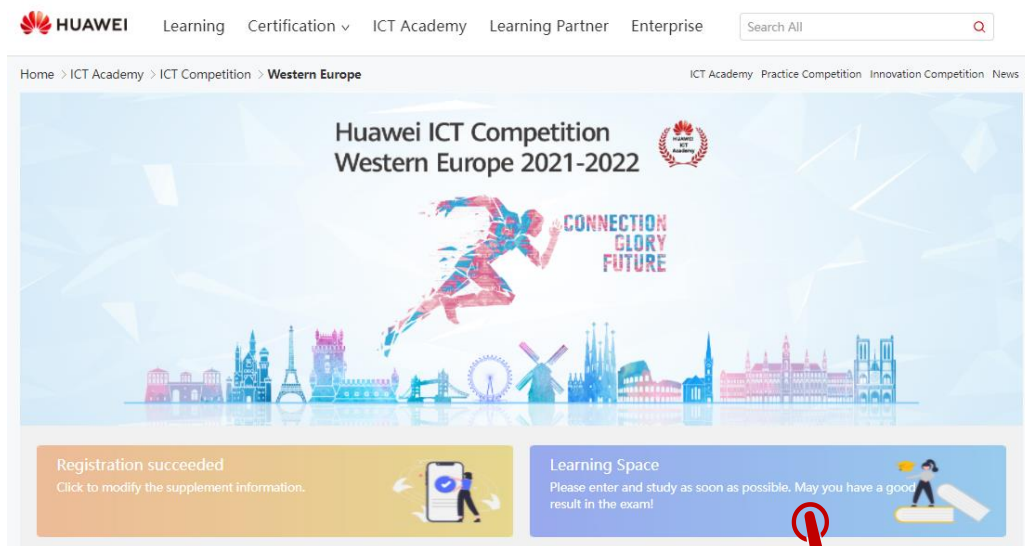 HUAWEI Learning Certification ICT Academy Learning Partner Enterprise Search All
Home > ICT Academy > ICT Competition > Western Europe ICT Academy Practice Competition Innovation Competition News
Huawei ICT Competition
Western Europe 2021-2022
HUAWEI
ICT
Academy
CONNECTION
GLORY
FUTURE
Registration succeeded
Click to modify the supplement information.
Learning Space
Please enter and study as soon as possible. May you have a good
result in the exam!